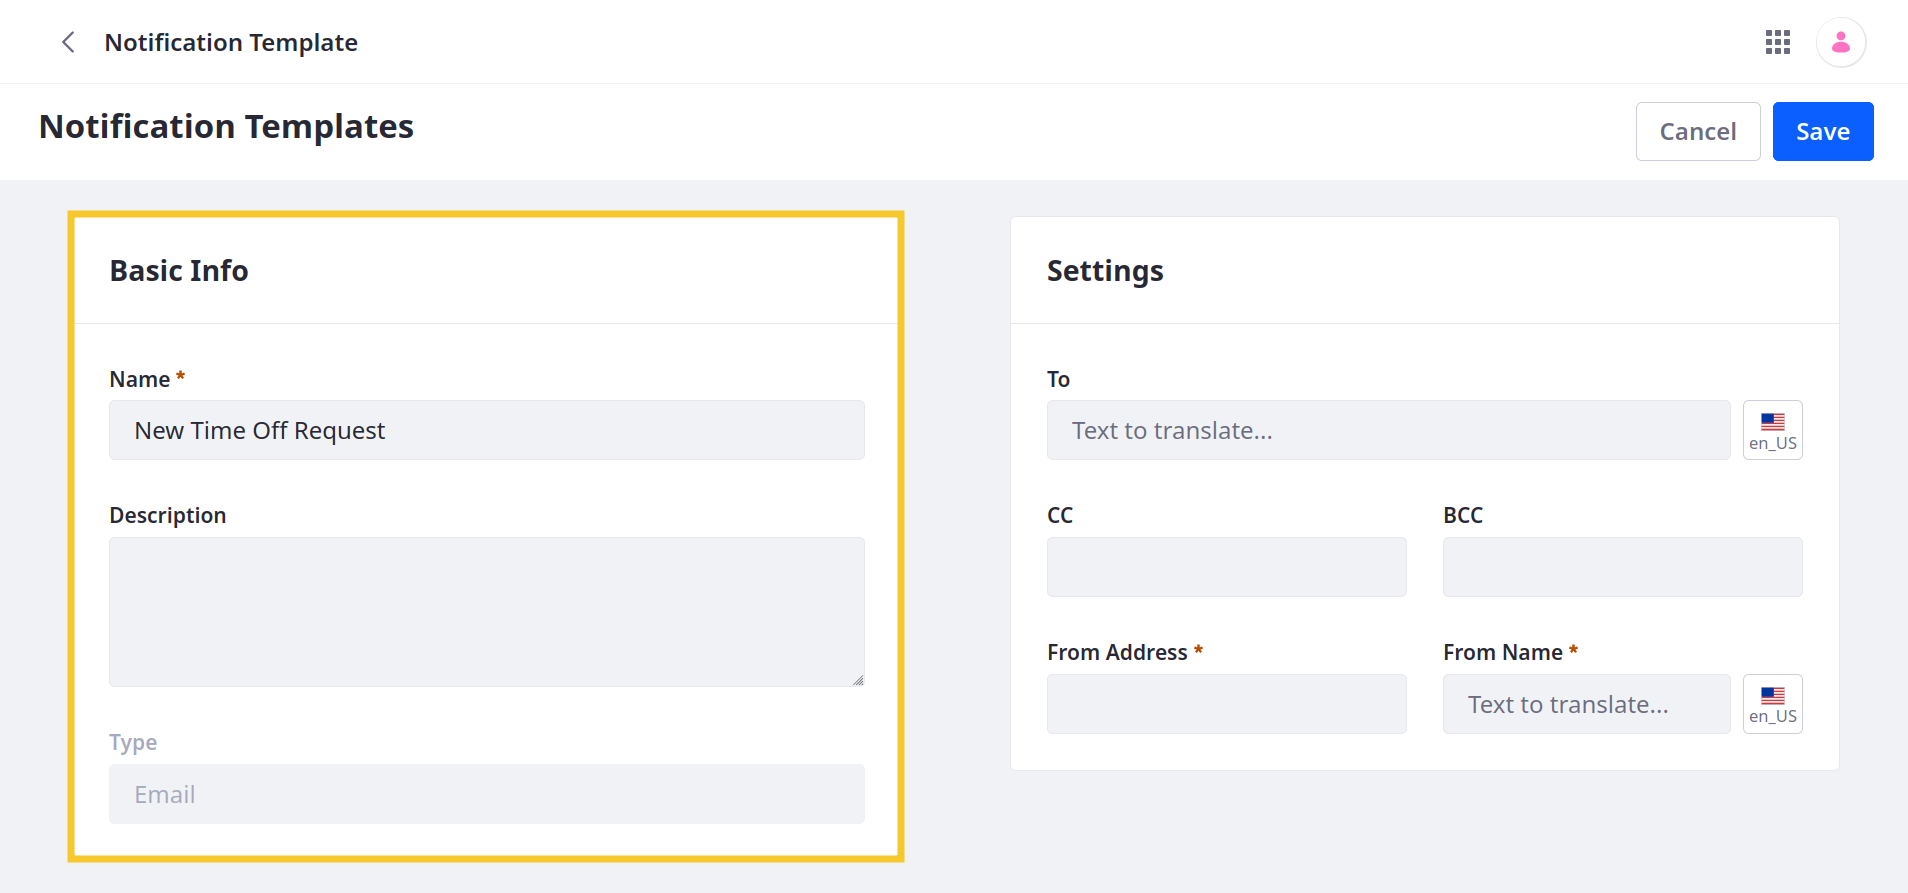 Notification Template
Notification Templates
Cancel
Save
Basic Info
Name *
New Time Off Request
Description
Type
Email
Settings
To
Text to translate...
en_US
CC
BCC
From Address *
From Name *
Text to translate...
en_US